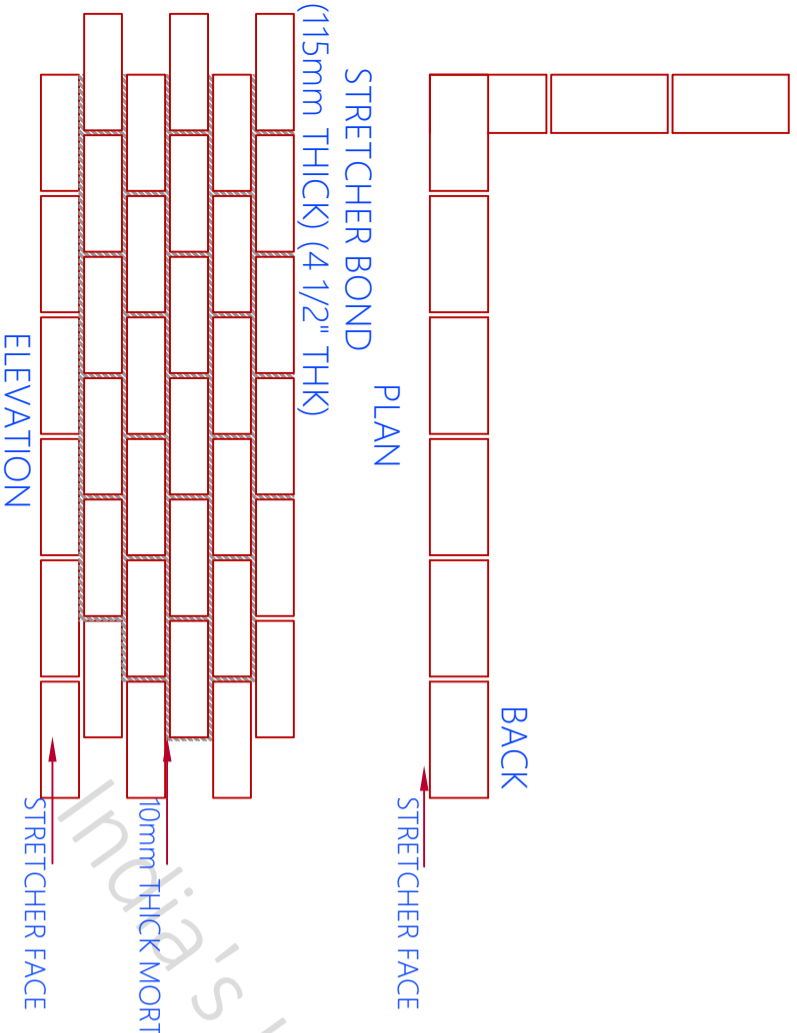 BACK
STRETCHER FACE
PLAN
STRETCHER BOND
(115mm THICK) (4 1/2" THK)
10mm THICK MORT
STRETCHER FACE
ELEVATION
India's